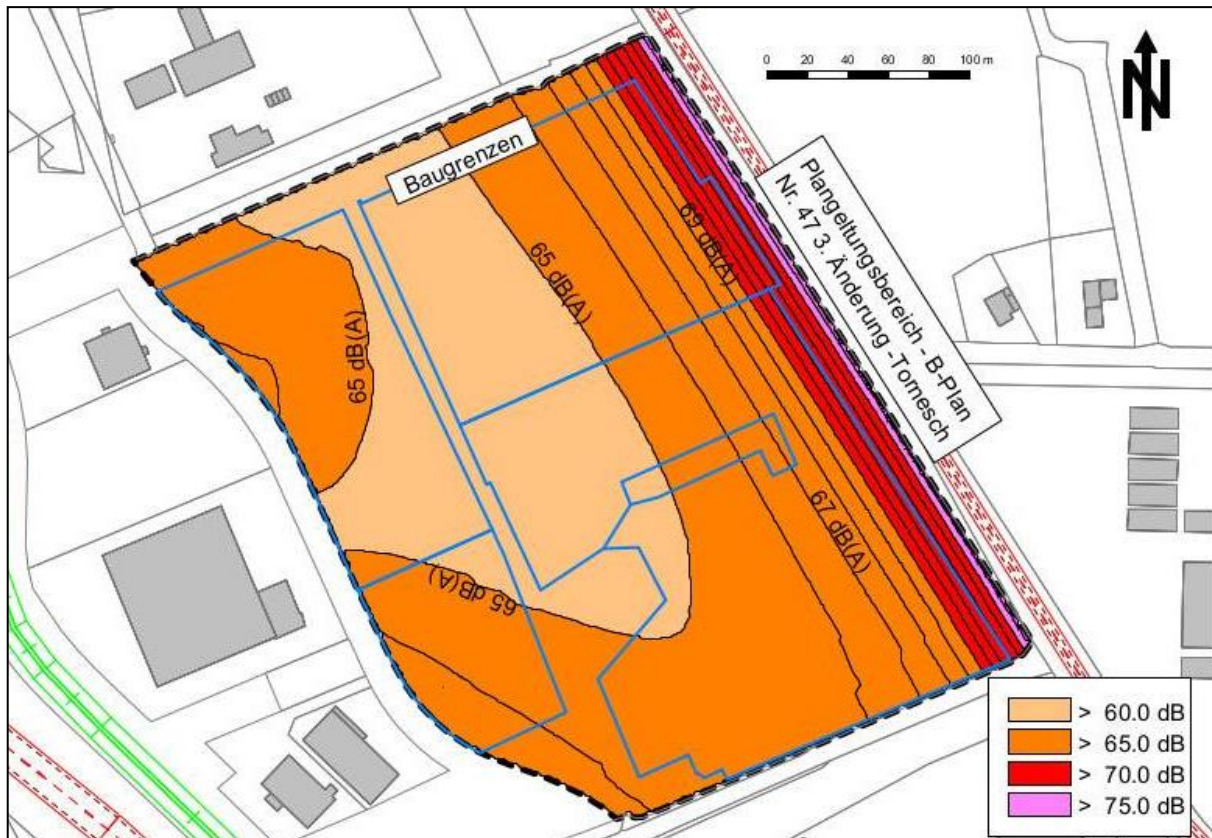 0 20 40 60 80 100 m
N
Baugrenzen
Plangeltungsbereich - B-Plan
Nr. 47 3. Änderung -Tornesch
69 dB(A)
65 dB(A)
65 dB(A)
67 dB(A)
65 dB(A)
> 60.0 dB
> 65.0 dB
> 70.0 dB
> 75.0 dB